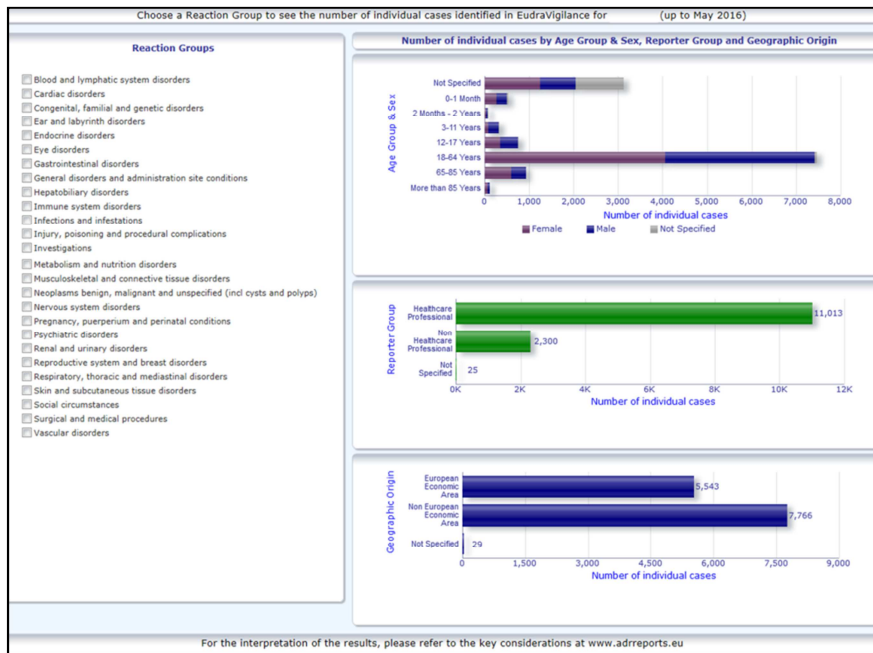 Choose a Reaction Group to see the number of individual cases identified in EudraVigilance for (up to May 2016)
Reaction Groups
Blood and lymphatic system disorders
Cardiac disorders
Congenital, familial and genetic disorders
Ear and labyrinth disorders
Endocrine disorders
Eye disorders
Gastrointestinal disorders
General disorders and administration site conditions
Hepatobiliary disorders
Immune system disorders
Infections and infestations
Injury, poisoning and procedural complications
Investigations
Metabolism and nutrition disorders
Musculoskeletal and connective tissue disorders
Neoplasms benign, malignant and unspecified (incl cysts and polyps)
Nervous system disorders
Pregnancy, puerperium and perinatal conditions
Psychiatric disorders
Renal and urinary disorders
Reproductive system and breast disorders
Respiratory, thoracic and mediastinal disorders
Skin and subcutaneous tissue disorders
Social circumstances
Surgical and medical procedures
Vascular disorders
Number of individual cases by Age Group & Sex, Reporter Group and Geographic Origin
Age Group & Sex
Not Specified
0-1 Month
2 Months - 2 Years
3-11 Years
12-17 Years
18-64 Years
65-85 Years
More than 85 Years
0 1,000 2,000 3,000 4,000 5,000 6,000 7,000 8,000
Number of individual cases
Female Male Not Specified
Reporter Group
Healthcare
Professional
11,013
Non
Healthcare
Professional
2,300
Not
Specified
25
0K 2K 4K 6K 8K 10K 12K
Number of individual cases
Geographic Origin
European
Economic
Area
5,543
Non European
Economic
Area
7,766
Not Specified
29
0 1,500 3,000 4,500 6,000 7,500 9,000
Number of individual cases
For the interpretation of the results, please refer to the key considerations at www.adrreports.eu